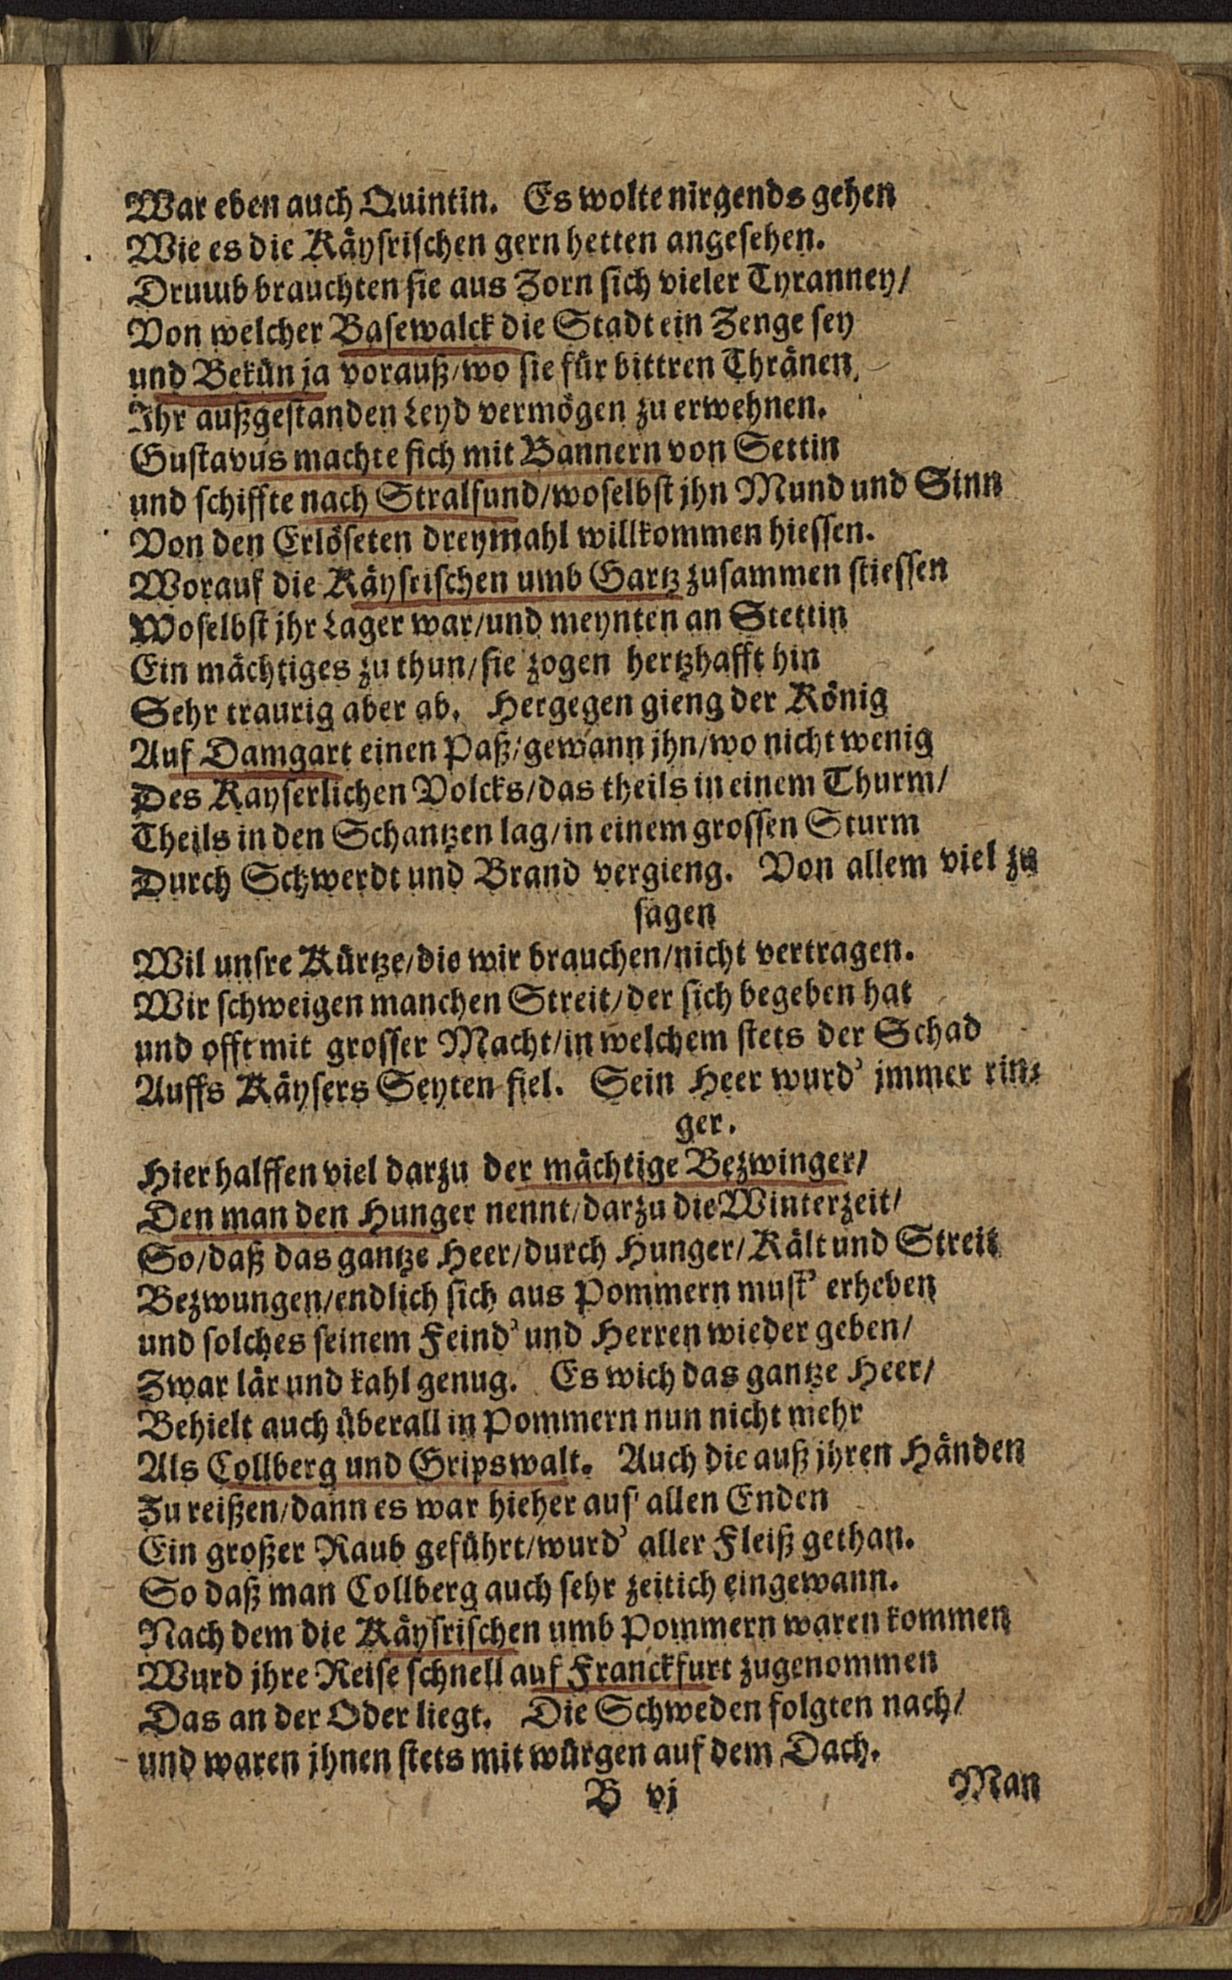 War eben auch Quintin. Es wolte nirgends gehen
Wie es die Käysrischen gern hetten angesehen.
Drumb brauchten sie aus Zorn sich vieler Tyranney/
Von welcher Basewalck die Stadt ein Zenge sey
und Bekün ja vorauß/wo sie für bittren Thränen
Ihr außgestanden Leyd vermögen zu erwehnen.
Gustavus machte sich mit Bannern von Settin
und schiffte nach Stralsund/woselbst jhn Mund und Sinn
Von den Erlöseten dreymahl willkommen hiessen.
Worauf die Käysrischen umb Gartz zusammen stiessen
Woselbst jhr Lager war/und meynten an Stettin
Ein mächtiges zu thun/sie zogen hertzhafft hin
Sehr traurig aber ab. Hergegen gieng der König
Auf Damgart einen Paß/gewann jhn/wo nicht wenig
Des Kayserlichen Volcks/das theils in einem Thurm/
Theils in den Schantzen lag/in einem grossen Sturm
Durch Schwerdt und Brand vergieng. Von allem viel zu
sagen
Wil unsre Kürtze/die wir brauchen/nicht vertragen.
Wir schweigen manchen Streit/der sich begeben hat
und offt mit grosser Macht/in welchem stets der Schad
Auffs Käysers Seyten fiel. Sein Heer wurd' jmmer rin⸗
ger.
Hier halffen viel darzu der mächtige Bezwinger/
Den man den Hunger nennt/darzu die Winterzeit/
So/daß das gantze Heer/durch Hunger/Kält und Streit
Bezwungen/endlich sich aus Pommern must' erheben
und solches seinem Feind' und Herren wieder geben/
Zwar lär und kahl genug. Es wich das gantze Heer/
Behielt auch überall in Pommern nun nicht mehr
Als Collberg und Gripswalt. Auch die auß jhren Händen
Zu reißen/dann es war hieher auf allen Enden
Ein großer Raub geführt/wurd' aller Fleiß gethan.
So daß man Collberg auch sehr zeitich eingewann.
Nach dem die Käysrischen umb Pommern waren kommen
Wurd jhre Reise schnell auf Franckfurt zugenommen
Das an der Oder liegt. Die Schweden folgten nach/
und waren jhnen stets mit würgen auf dem Dach.
B vj
Man